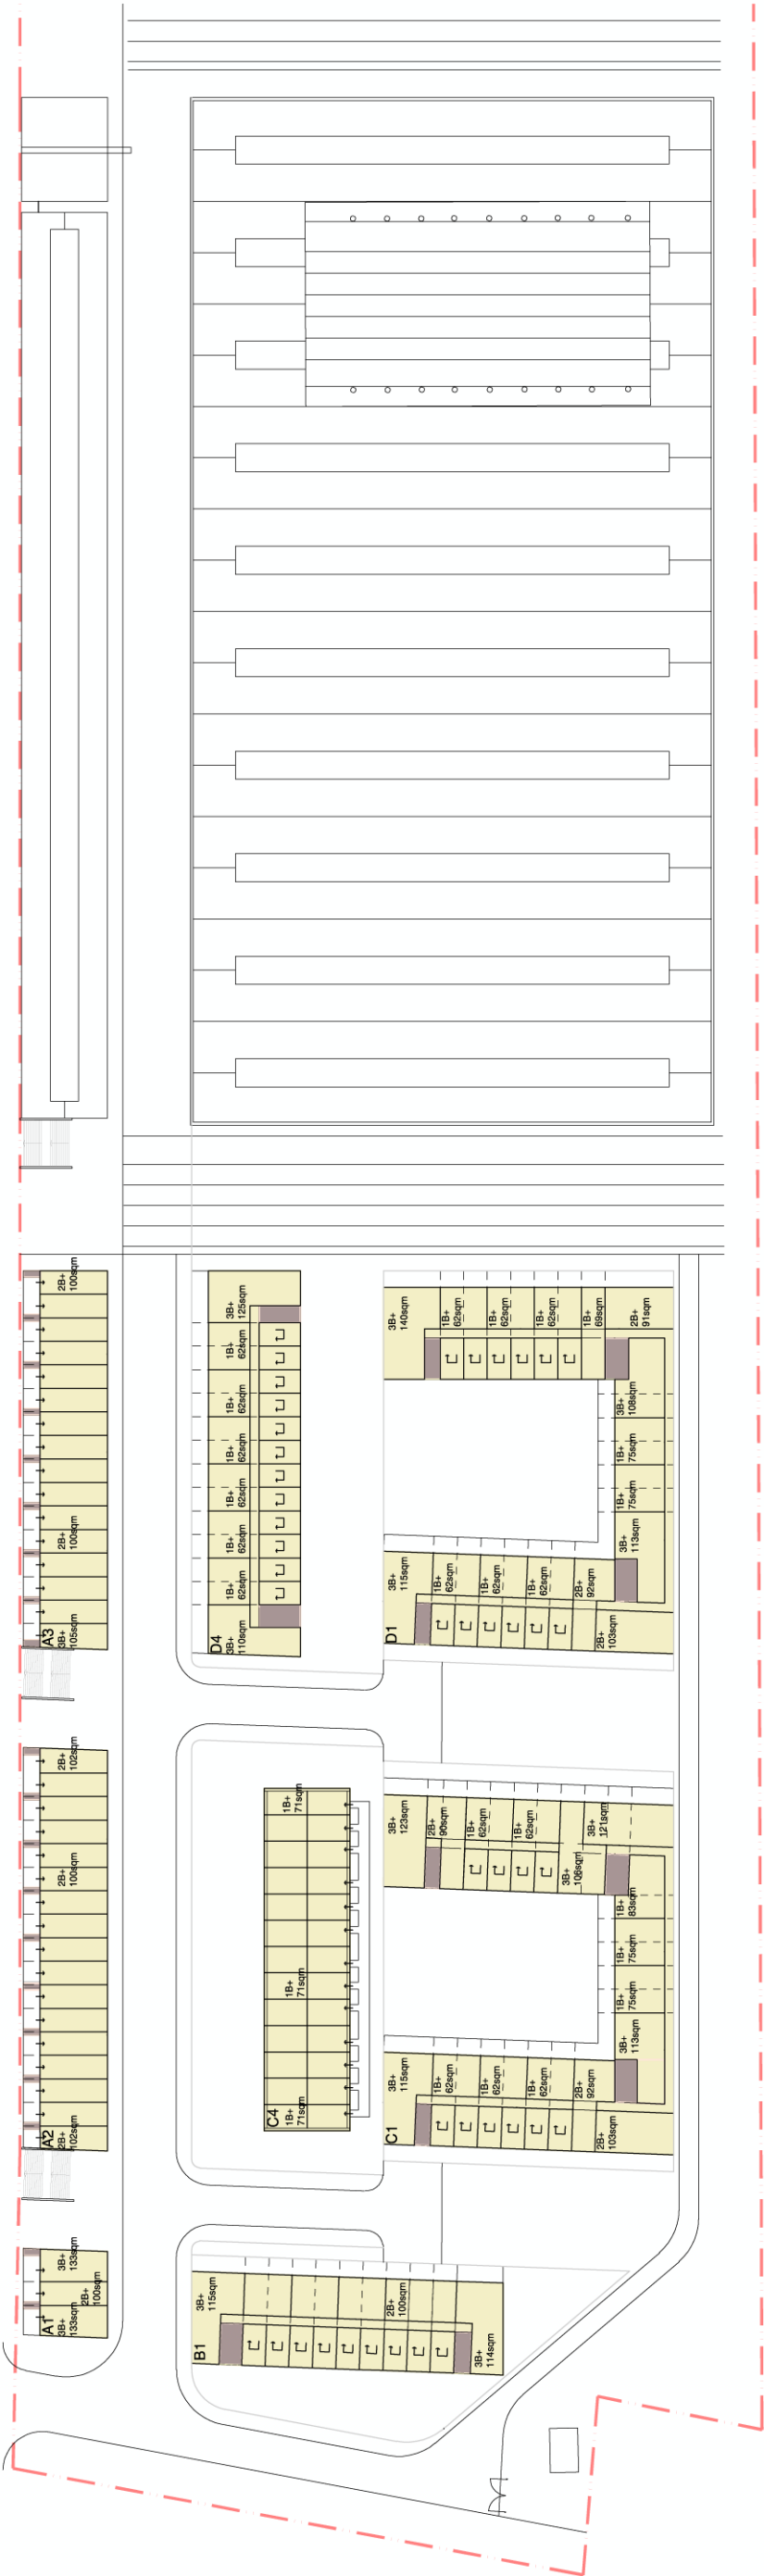 2B+
100sqm
2B+
100sqm
A3
3B+
105sqm
3B+
125sqm
1B+
62sqm
1B+
62sqm
1B+
62sqm
1B+
62sqm
1B+
62sqm
1B+
62sqm
D4
3B+
110sqm
3B+
140sqm
1B+
62sqm
1B+
62sqm
1B+
62sqm
1B+
69sqm
2B+
91sqm
3B+
108sqm
1B+
75sqm
1B+
75sqm
3B+
113sqm
3B+
115sqm
1B+
62sqm
1B+
62sqm
1B+
62sqm
2B+
92sqm
D1
2B+
103sqm
2B+
102sqm
2B+
100sqm
A2
2B+
102sqm
1B+
71sqm
1B+
71sqm
C4
1B+
71sqm
3B+
123sqm
2B+
90sqm
1B+
62sqm
1B+
62sqm
3B+
106sqm
3B+
121sqm
1B+
83sqm
1B+
75sqm
1B+
75sqm
3B+
113sqm
3B+
115sqm
1B+
62sqm
1B+
62sqm
1B+
62sqm
2B+
92sqm
C1
2B+
103sqm
3B+
133sqm
2B+
100sqm
A1
3B+
133sqm
3B+
115sqm
2B+
100sqm
B1
3B+
114sqm